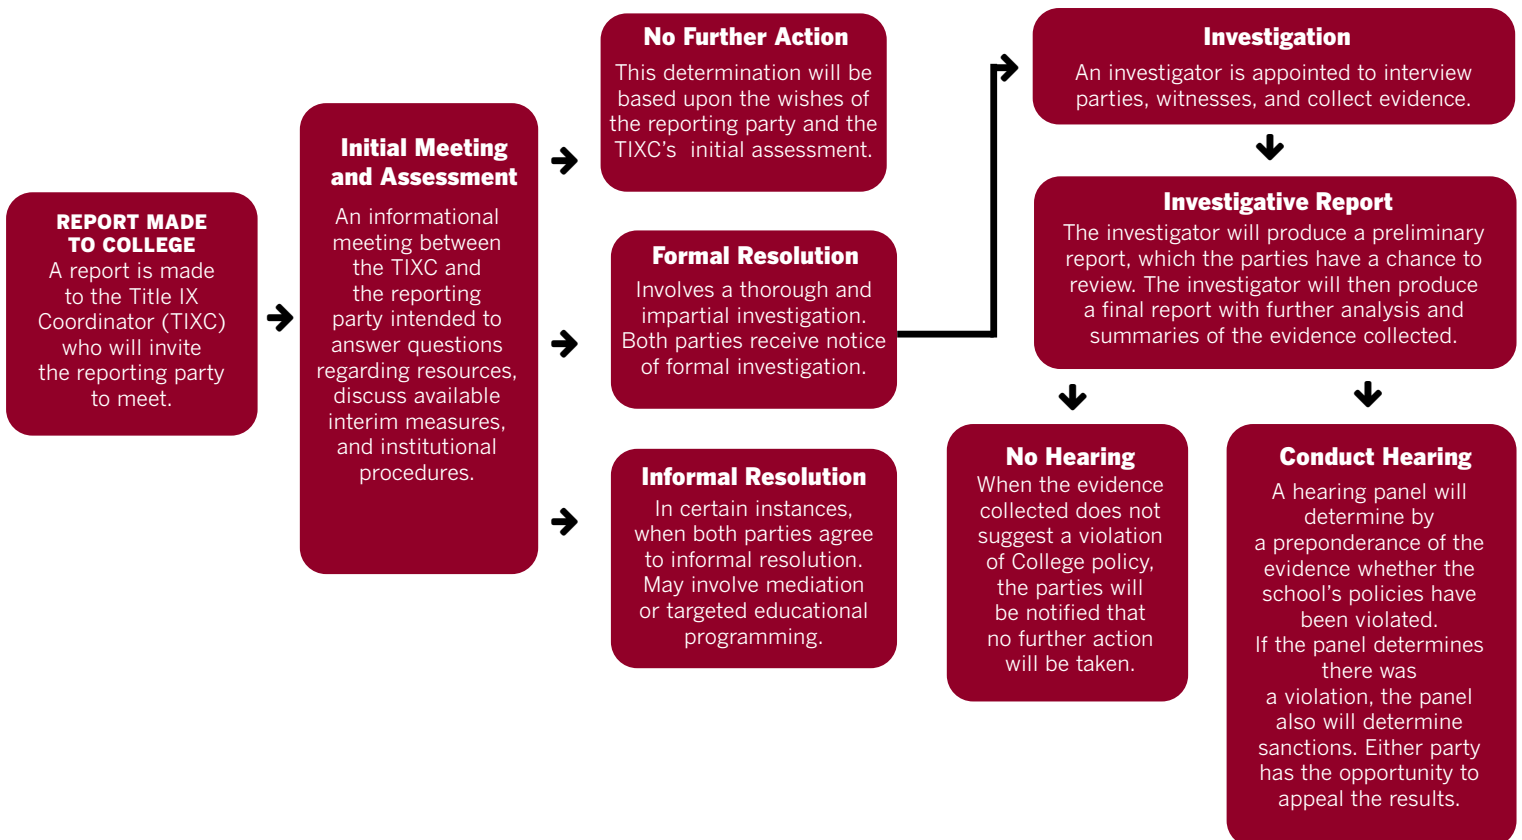 REPORT MADE
TO COLLEGE
A report is made
to the Title IX
Coordinator (TIXC)
who will invite
the reporting party
to meet.
Initial Meeting
and Assessment
An informational
meeting between
the TIXC and
the reporting
party intended to
answer questions
regarding resources,
discuss available
interim measures,
and institutional
procedures.
No Further Action
This determination will be
based upon the wishes of
the reporting party and the
TIXC's initial assessment.
Formal Resolution
Involves a thorough and
impartial investigation.
Both parties receive notice
of formal investigation.
Informal Resolution
In certain instances,
when both parties agree
to informal resolution.
May involve mediation
or targeted educational
programming.
Investigation
An investigator is appointed to interview
parties, witnesses, and collect evidence.
Investigative Report
The investigator will produce a preliminary
report, which the parties have a chance to
review. The investigator will then produce
a final report with further analysis and
summaries of the evidence collected.
No Hearing
When the evidence
collected does not
suggest a violation
of College policy,
the parties will
be notified that
no further action
will be taken.
Conduct Hearing
A hearing panel will
determine by
a preponderance of the
evidence whether the
school's policies have
been violated.
If the panel determines
there was
a violation, the panel
also will determine
sanctions. Either party
has the opportunity to
appeal the results.